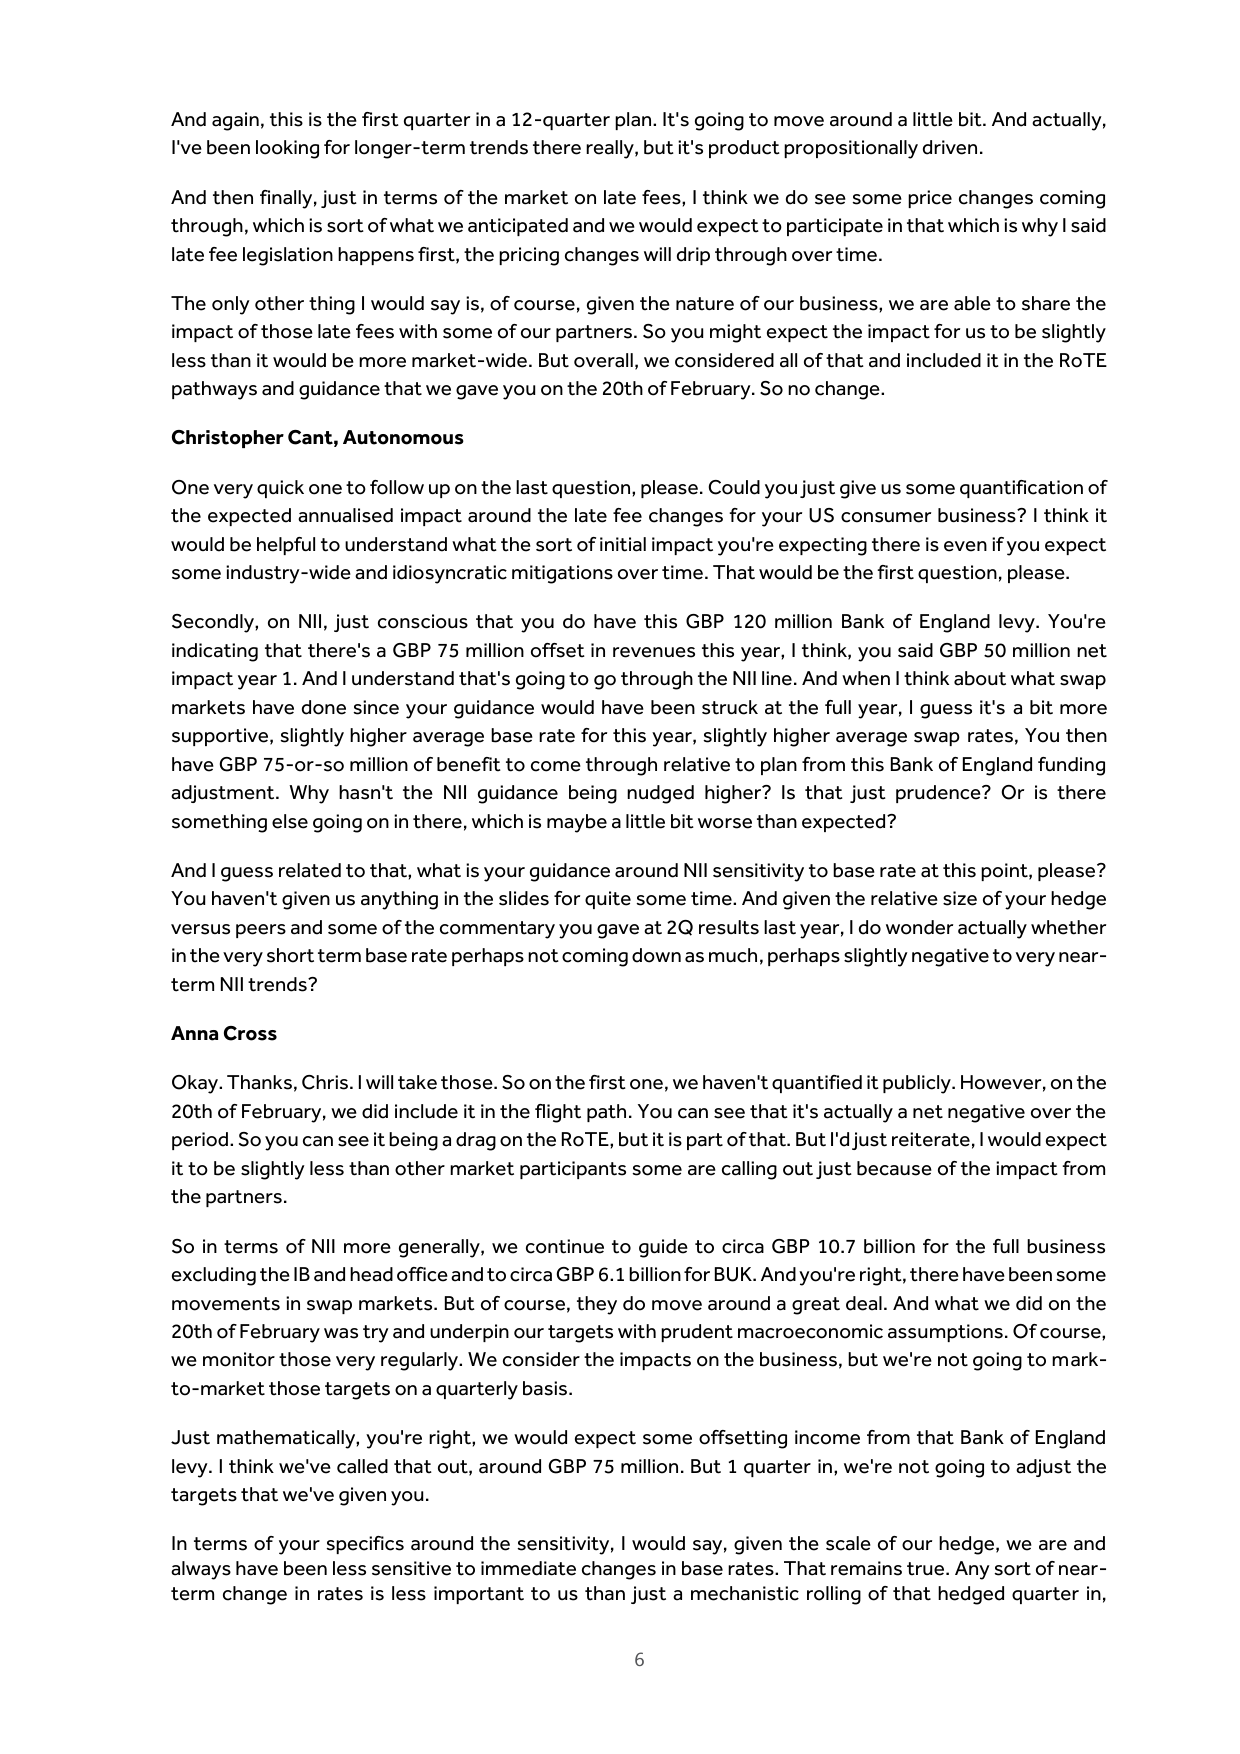 And again, this is the first quarter in a 12-quarter plan. It's going to move around a little bit. And actually,
I've been looking for longer-term trends there really, but it's product propositionally driven.
And then finally, just in terms of the market on late fees, I think we do see some price changes coming
through, which is sort of what we anticipated and we would expect to participate in that which is why I said
late fee legislation happens first, the pricing changes will drip through over time.
The only other thing I would say is, of course, given the nature of our business, we are able to share the
impact of those late fees with some of our partners. So you might expect the impact for us to be slightly
less than it would be more market-wide. But overall, we considered all of that and included it in the RoTE
pathways and guidance that we gave you on the 20th of February. So no change.
Christopher Cant, Autonomous
One very quick one to follow up on the last question, please. Could you just give us some quantification of
the expected annualised impact around the late fee changes for your US consumer business? I think it
would be helpful to understand what the sort of initial impact you're expecting there is even if you expect
some industry-wide and idiosyncratic mitigations over time. That would be the first question, please.
Secondly, on NII, just conscious that you do have this GBP 120 million Bank of England levy. You're
indicating that there's a GBP 75 million offset in revenues this year, I think, you said GBP 50 million net
impact year 1. And I understand that's going to go through the NII line. And when I think about what swap
markets have done since your guidance would have been struck at the full year, I guess it's a bit more
supportive, slightly higher average base rate for this year, slightly higher average swap rates, You then
have GBP 75-or-so million of benefit to come through relative to plan from this Bank of England funding
adjustment. Why hasn't the NII guidance being nudged higher? Is that just prudence? Or is there
something else going on in there, which is maybe a little bit worse than expected?
And I guess related to that, what is your guidance around NII sensitivity to base rate at this point, please?
You haven't given us anything in the slides for quite some time. And given the relative size of your hedge
versus peers and some of the commentary you gave at 2Q results last year, I do wonder actually whether
in the very short term base rate perhaps not coming down as much, perhaps slightly negative to very near-
term NII trends?
Anna Cross
Okay. Thanks, Chris. I will take those. So on the first one, we haven't quantified it publicly. However, on the
20th of February, we did include it in the flight path. You can see that it's actually a net negative over the
period. So you can see it being a drag on the RoTE, but it is part of that. But I'd just reiterate, I would expect
it to be slightly less than other market participants some are calling out just because of the impact from
the partners.
So in terms of NII more generally, we continue to guide to circa GBP 10.7 billion for the full business
excluding the IB and head office and to circa GBP 6.1 billion for BUK. And you're right, there have been some
movements in swap markets. But of course, they do move around a great deal. And what we did on the
20th of February was try and underpin our targets with prudent macroeconomic assumptions. Of course,
we monitor those very regularly. We consider the impacts on the business, but we're not going to mark-
to-market those targets on a quarterly basis.
Just mathematically, you're right, we would expect some offsetting income from that Bank of England
levy. I think we've called that out, around GBP 75 million. But 1 quarter in, we're not going to adjust the
targets that we've given you.
In terms of your specifics around the sensitivity, I would say, given the scale of our hedge, we are and
always have been less sensitive to immediate changes in base rates. That remains true. Any sort of near-
term change in rates is less important to us than just a mechanistic rolling of that hedged quarter in,
6